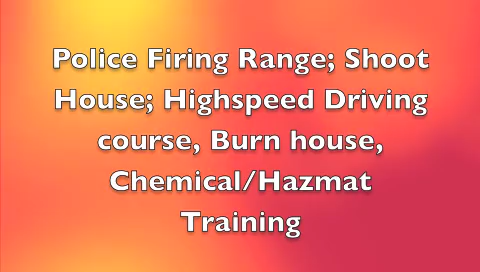 Police Firing Range; Shoot
House; Highspeed Driving
course, Burn house,
Chemical/Hazmat
Training